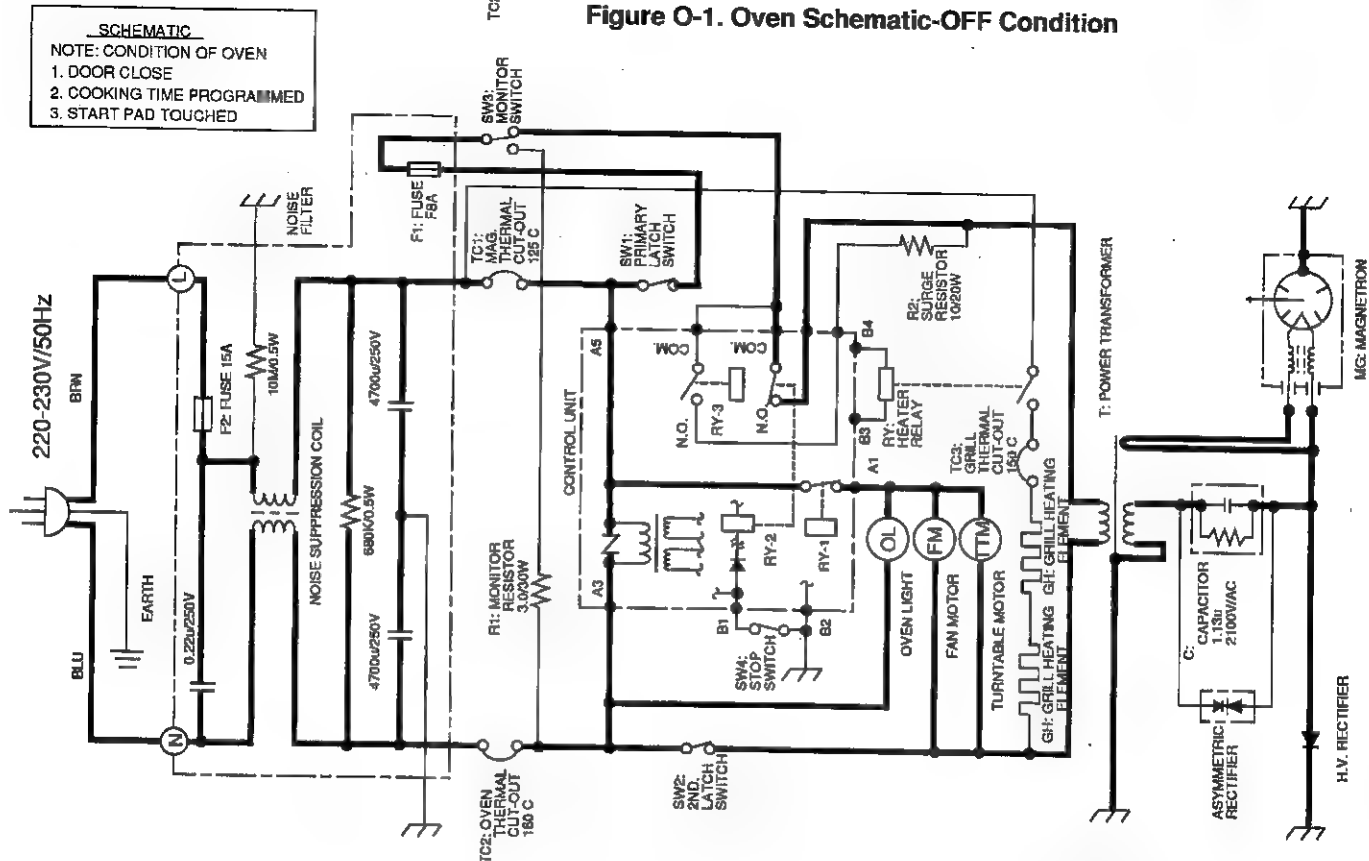 Figure O-1. Oven Schematic-OFF Condition
SCHEMATIC
NOTE: CONDITION OF OVEN
1. DOOR CLOSE
2. COOKING TIME PROGRAMMED
3. START PAD TOUCHED
220-230V/50Hz
BRN
BLU
EARTH
L
N
F2: FUSE 15A
0.22u/250V
10M/0.5W
NOISE
FILTER
NOISE SUPPRESSION COIL
680K/0.5W
4700u/250V
4700u/250V
F1: FUSE
F8A
SW3:
MONITOR
SWITCH
TC1:
MAG.
THERMAL
CUT-OUT
125 C
SW1:
PRIMARY
LATCH
SWITCH
TC2: OVEN
THERMAL
CUT-OUT
160 C
R1: MONITOR
RESISTOR
3.0/30W
SW2:
2ND.
LATCH
SWITCH
CONTROL UNIT
A5
A3
COM.
COM.
N.O.
N.O.
RY-3
RY-2
RY-1
B1
B2
B3
B4
A1
SW4:
STOP
SWITCH
RY:
HEATER
RELAY
R2:
SURGE
RESISTOR
10/20W
OL
FM
TTM
OVEN LIGHT
FAN MOTOR
TURNTABLE MOTOR
TC3:
GRILL
THERMAL
CUT-OUT
150 C
GH: GRILL HEATING
ELEMENT
GH: GRILL HEATING
ELEMENT
T: POWER TRANSFORMER
C:
CAPACITOR
1.13u
2100V/AC
ASYMMETRIC
RECTIFIER
H.V. RECTIFIER
MG: MAGNETRON